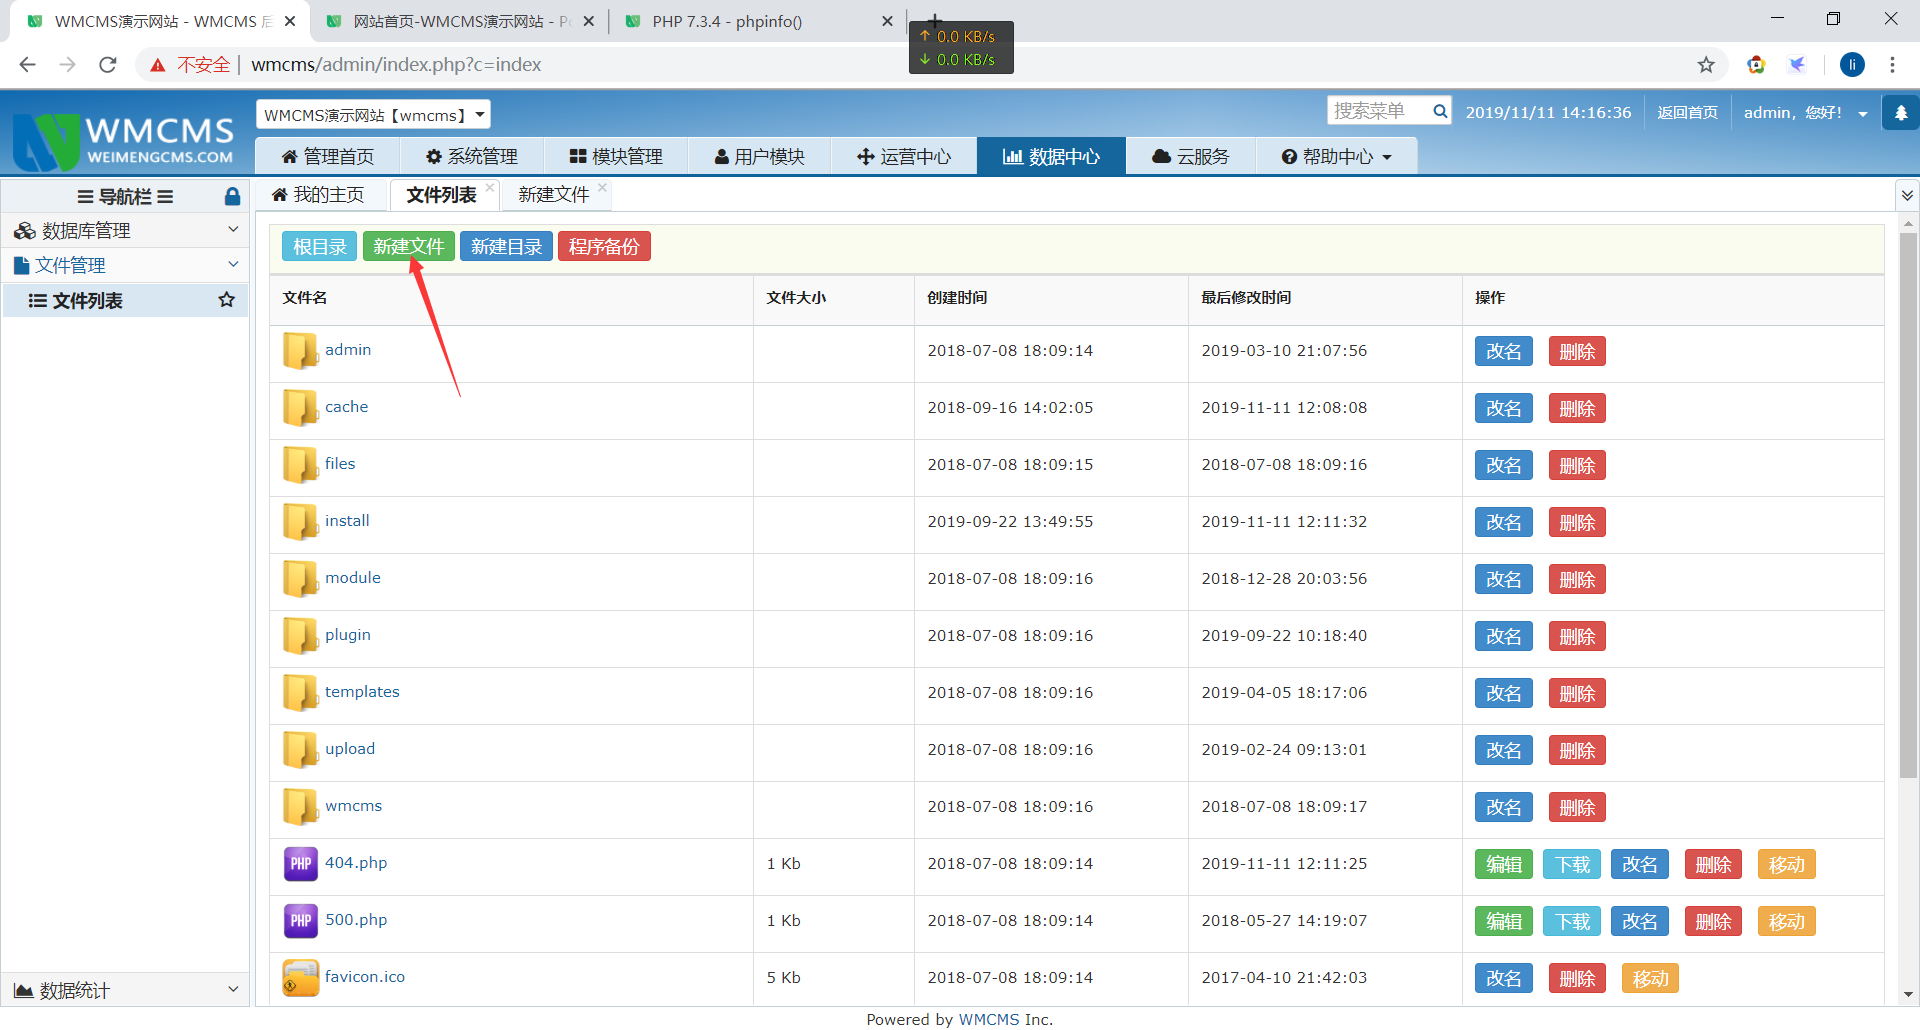 WMCMS演示网站 - WMCMS 后
网站首页-WMCMS演示网站 - Po
PHP 7.3.4 - phpinfo()
↑ 0.0 KB/s
↓ 0.0 KB/s
不安全 | wmcms/admin/index.php?c=index
li
WMCMS
WEIMENGCMS.COM
WMCMS演示网站【wmcms】
搜索菜单
2019/11/11 14:16:36
返回首页
admin, 您好!
管理首页
系统管理
模块管理
用户模块
运营中心
数据中心
云服务
帮助中心
导航栏
我的主页
文件列表
新建文件
数据库管理
文件管理
文件列表
数据统计
根目录 新建文件 新建目录 程序备份
文件名 文件大小 创建时间 最后修改时间 操作
admin 2018-07-08 18:09:14 2019-03-10 21:07:56 改名 删除
cache 2018-09-16 14:02:05 2019-11-11 12:08:08 改名 删除
files 2018-07-08 18:09:15 2018-07-08 18:09:16 改名 删除
install 2019-09-22 13:49:55 2019-11-11 12:11:32 改名 删除
module 2018-07-08 18:09:16 2018-12-28 20:03:56 改名 删除
plugin 2018-07-08 18:09:16 2019-09-22 10:18:40 改名 删除
templates 2018-07-08 18:09:16 2019-04-05 18:17:06 改名 删除
upload 2018-07-08 18:09:16 2019-02-24 09:13:01 改名 删除
wmcms 2018-07-08 18:09:16 2018-07-08 18:09:17 改名 删除
PHP 404.php 1 Kb 2018-07-08 18:09:14 2019-11-11 12:11:25 编辑 下载 改名 删除 移动
PHP 500.php 1 Kb 2018-07-08 18:09:14 2018-05-27 14:19:07 编辑 下载 改名 删除 移动
favicon.ico 5 Kb 2018-07-08 18:09:14 2017-04-10 21:42:03 改名 删除 移动
Powered by WMCMS Inc.